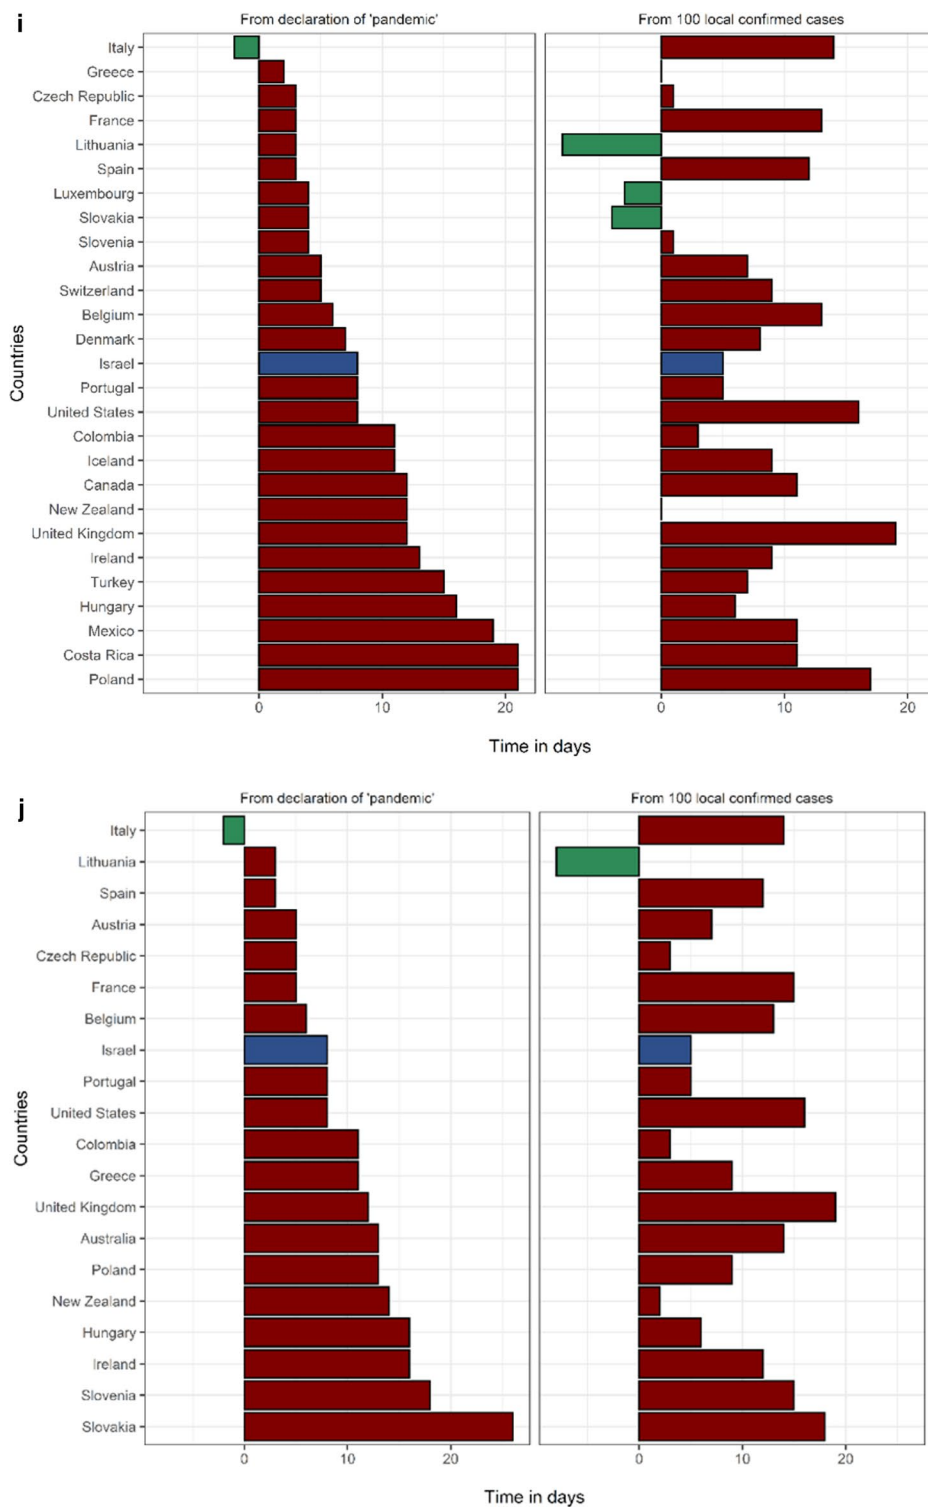 i
From declaration of 'pandemic'
From 100 local confirmed cases
Countries
Italy
Greece
Czech Republic
France
Lithuania
Spain
Luxembourg
Slovakia
Slovenia
Austria
Switzerland
Belgium
Denmark
Israel
Portugal
United States
Colombia
Iceland
Canada
New Zealand
United Kingdom
Ireland
Turkey
Hungary
Mexico
Costa Rica
Poland
0 10 20
0 10 20
Time in days
j
From declaration of 'pandemic'
From 100 local confirmed cases
Countries
Italy
Lithuania
Spain
Austria
Czech Republic
France
Belgium
Israel
Portugal
United States
Colombia
Greece
United Kingdom
Australia
Poland
New Zealand
Hungary
Ireland
Slovenia
Slovakia
0 10 20
0 10 20
Time in days